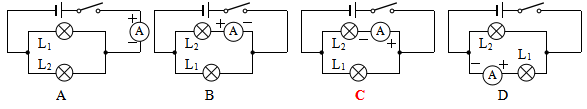 + A −
L₁
L₂
A
+ A −
L₂
L₁
B
L₂ − A +
L₁
C
L₂
− A + L₁
D